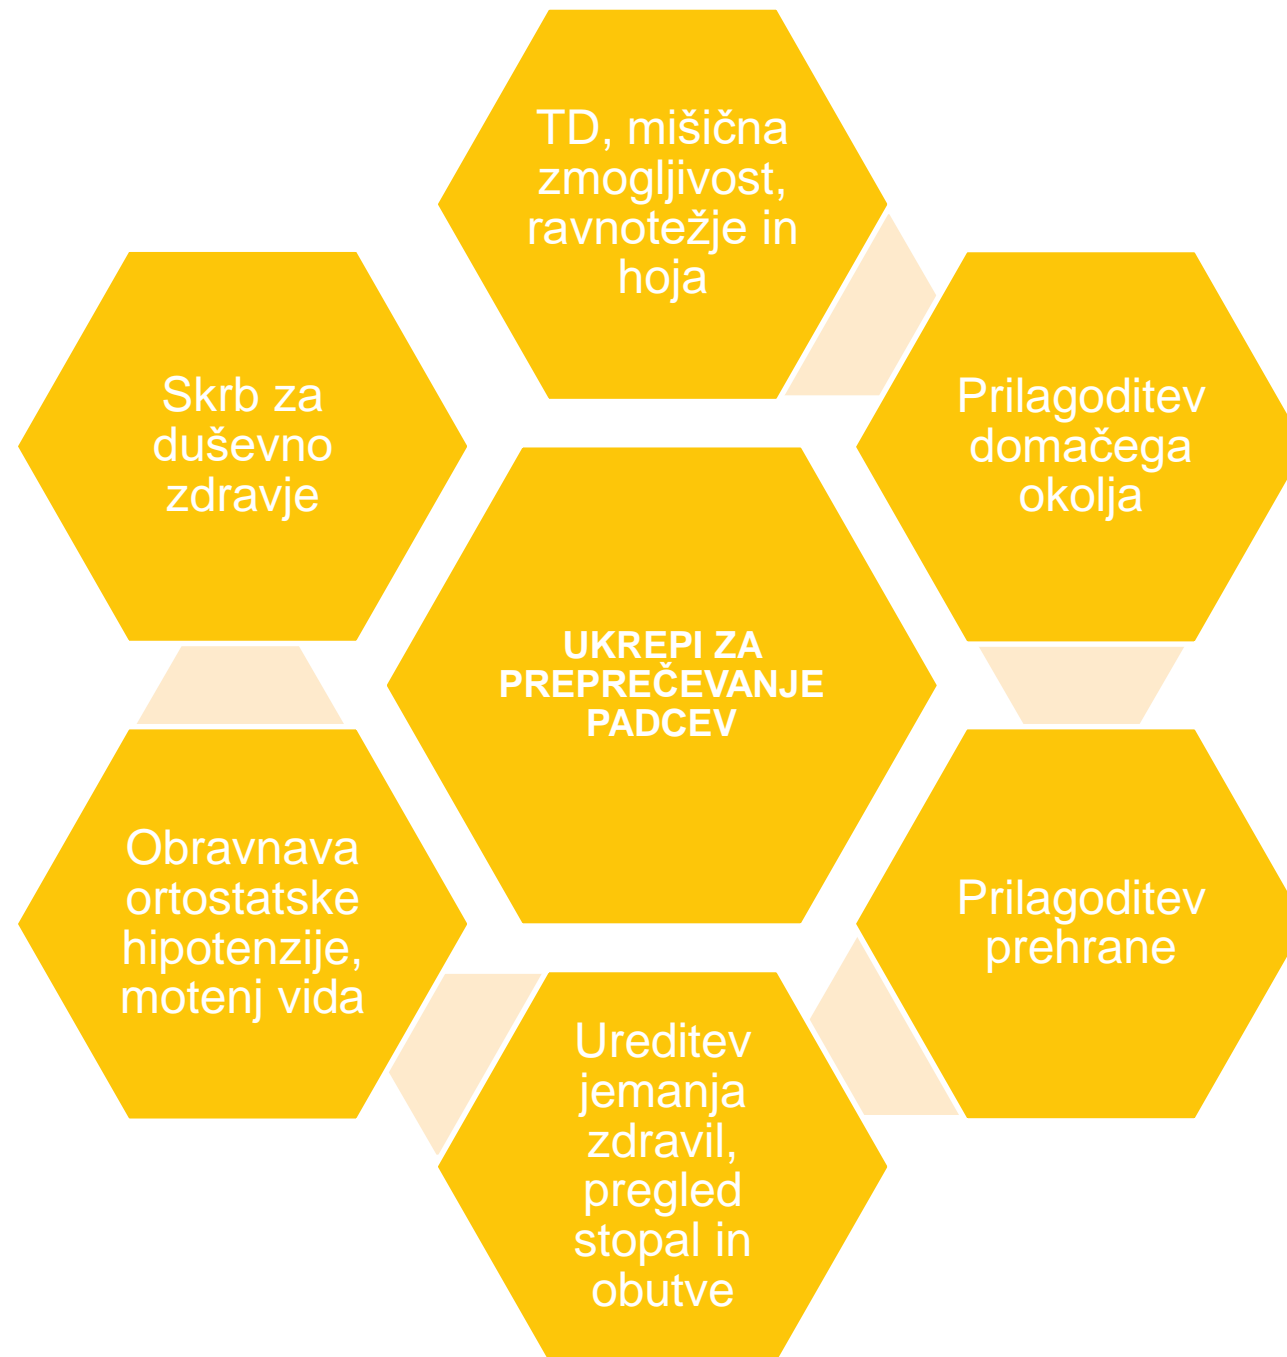 TD, mišična
zmogljivost,
ravnotežje in
hoja
Prilagoditev
domačega
okolja
Prilagoditev
prehrane
Ureditev
jemanja
zdravil,
pregled
stopal in
obutve
Obravnava
ortostatske
hipotenzije,
motenj vida
Skrb za
duševno
zdravje
UKREPI ZA
PREPREČEVANJE
PADCEV